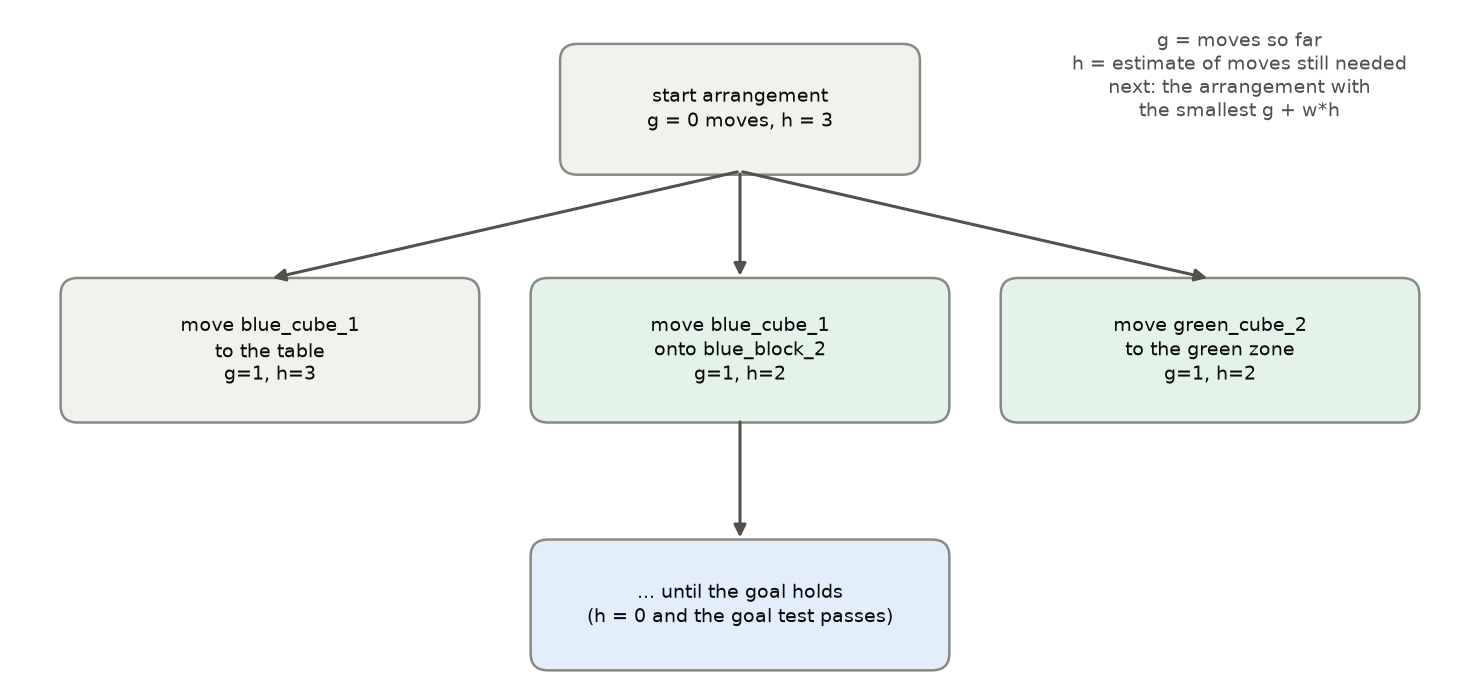 g = moves so far
h = estimate of moves still needed
next: the arrangement with
the smallest g + w*h
start arrangement
g = 0 moves, h = 3
move blue_cube_1
to the table
g=1, h=3
move blue_cube_1
onto blue_block_2
g=1, h=2
move green_cube_2
to the green zone
g=1, h=2
... until the goal holds
(h = 0 and the goal test passes)